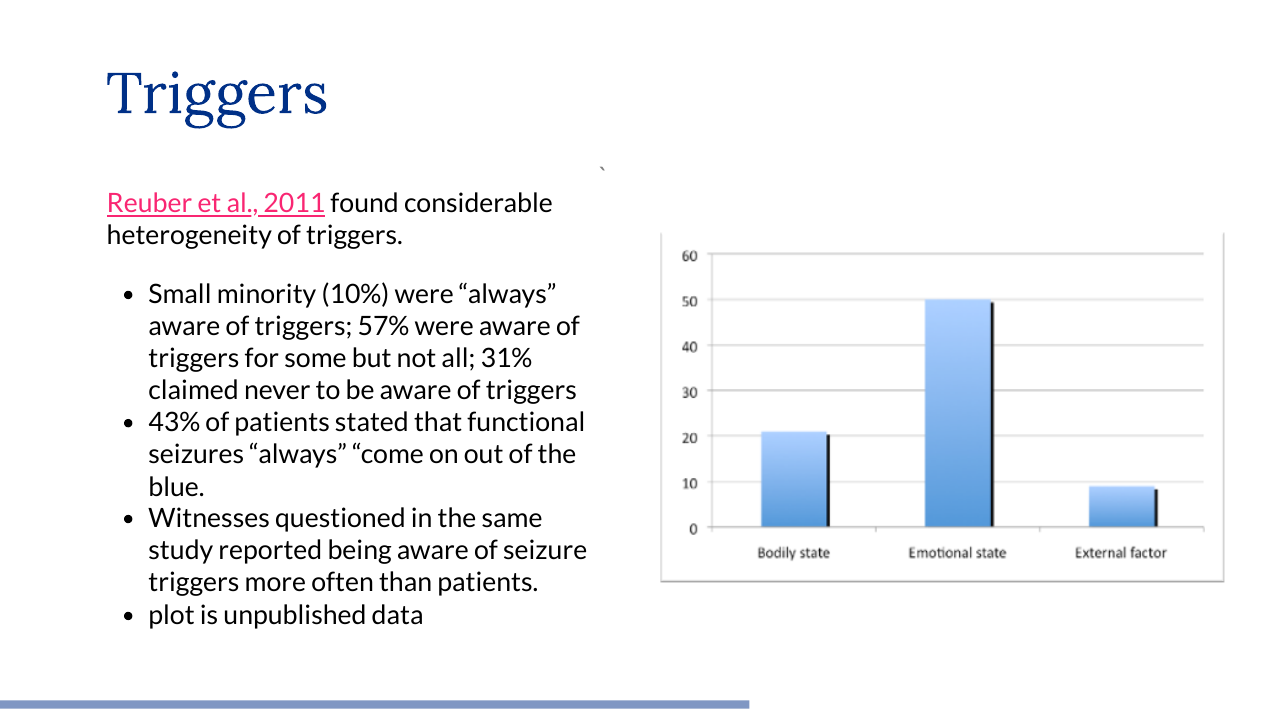 Triggers
`
Reuber et al., 2011 found considerable
heterogeneity of triggers.
• Small minority (10%) were “always”
aware of triggers; 57% were aware of
triggers for some but not all; 31%
claimed never to be aware of triggers
• 43% of patients stated that functional
seizures “always” “come on out of the
blue.
• Witnesses questioned in the same
study reported being aware of seizure
triggers more often than patients.
• plot is unpublished data
60
50
40
30
20
10
0
Bodily state Emotional state External factor